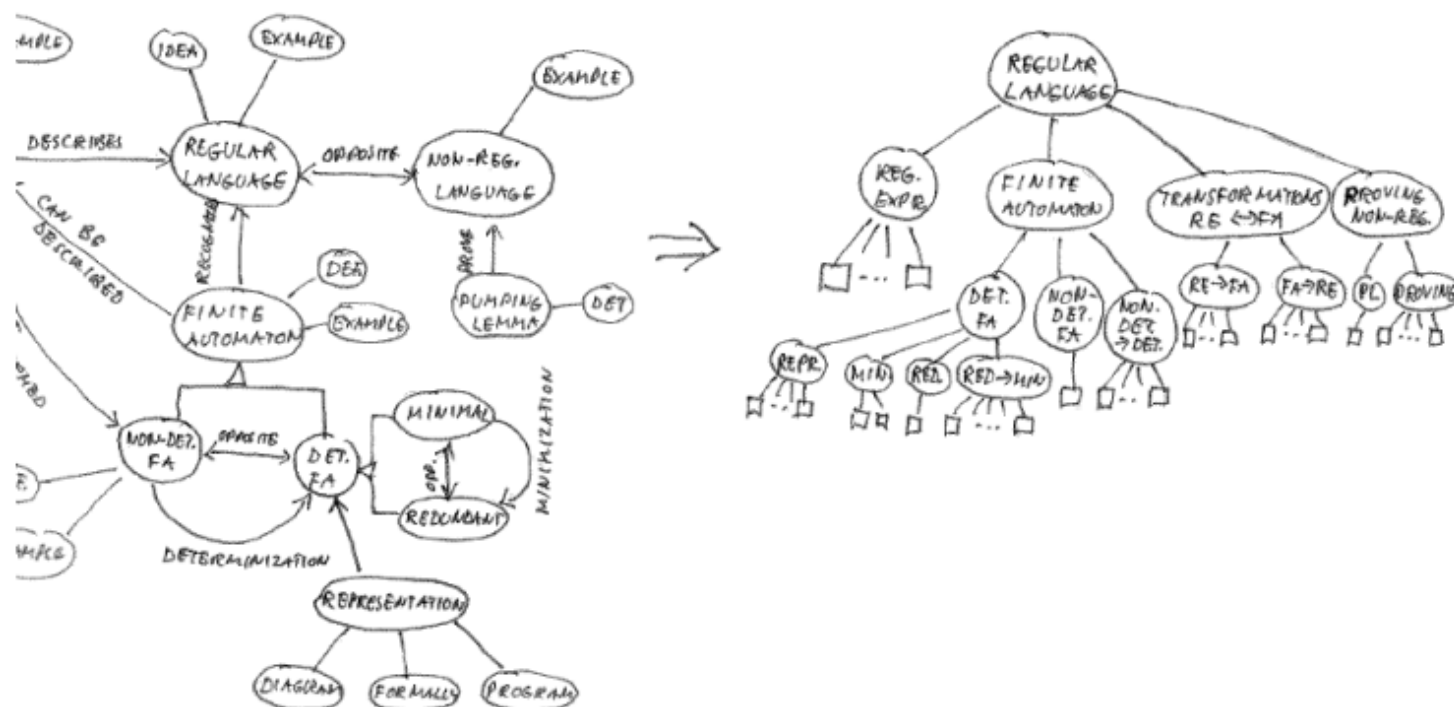 IDEA
EXAMPLE
EXAMPLE
DESCRIBES
REGULAR
LANGUAGE
OPPOSITE
NON-REG.
LANGUAGE
CAN BE
DESCRIBED
RECOGNIZES
PROVE
IDEA
FINITE
AUTOMATON
EXAMPLE
PUMPING
LEMMA
DET
NON-DET.
FA
OPPOSITE
DET.
FA
MINIMAL
OPP.
REDUNDANT
MINIMIZATION
DETERMINIZATION
REPRESENTATION
DIAGRAM
FORMALLY
PROGRAM
REGULAR
LANGUAGE
REG.
EXPR.
FINITE
AUTOMATON
TRANSFORMATIONS
RE ↔ FA
PROVING
NON-REG.
...
DET.
FA
NON-
DET.
FA
NON-
DET.
→DET.
RE→FA
FA→RE
PL
PROVING
...
...
...
REPR.
MIN.
RED.
RED→MIN
...
...
...